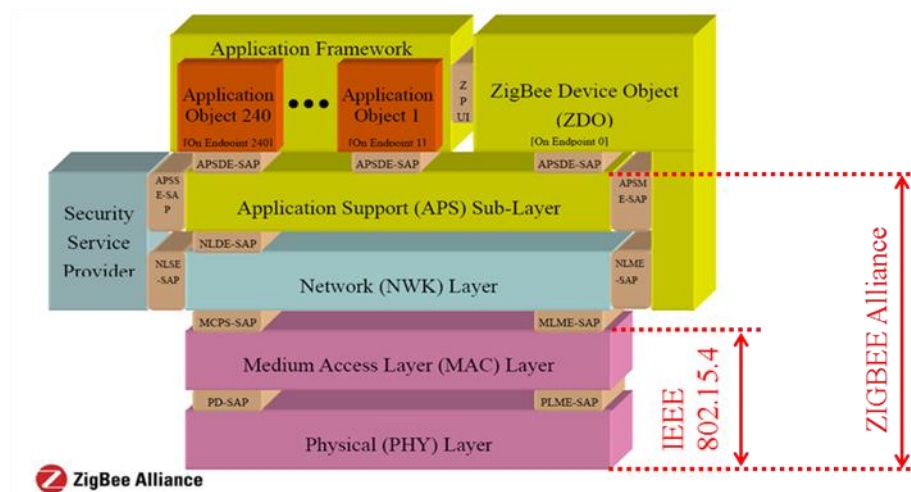 Application Framework
Application
Object 240
[On Endpoint 240]
Application
Object 1
[On Endpoint 1]
Z
P
UI
ZigBee Device Object
(ZDO)
[On Endpoint 0]
APSDE-SAP
APSDE-SAP
APSDE-SAP
Security
Service
Provider
APSS
E-SA
P
Application Support (APS) Sub-Layer
APSM
E-SAP
NLDE-SAP
NLSE
-SAP
Network (NWK) Layer
NLME
-SAP
MCPS-SAP
MLME-SAP
Medium Access Layer (MAC) Layer
PD-SAP
PLME-SAP
Physical (PHY) Layer
IEEE
802.15.4
ZIGBEE Alliance
ZigBee Alliance